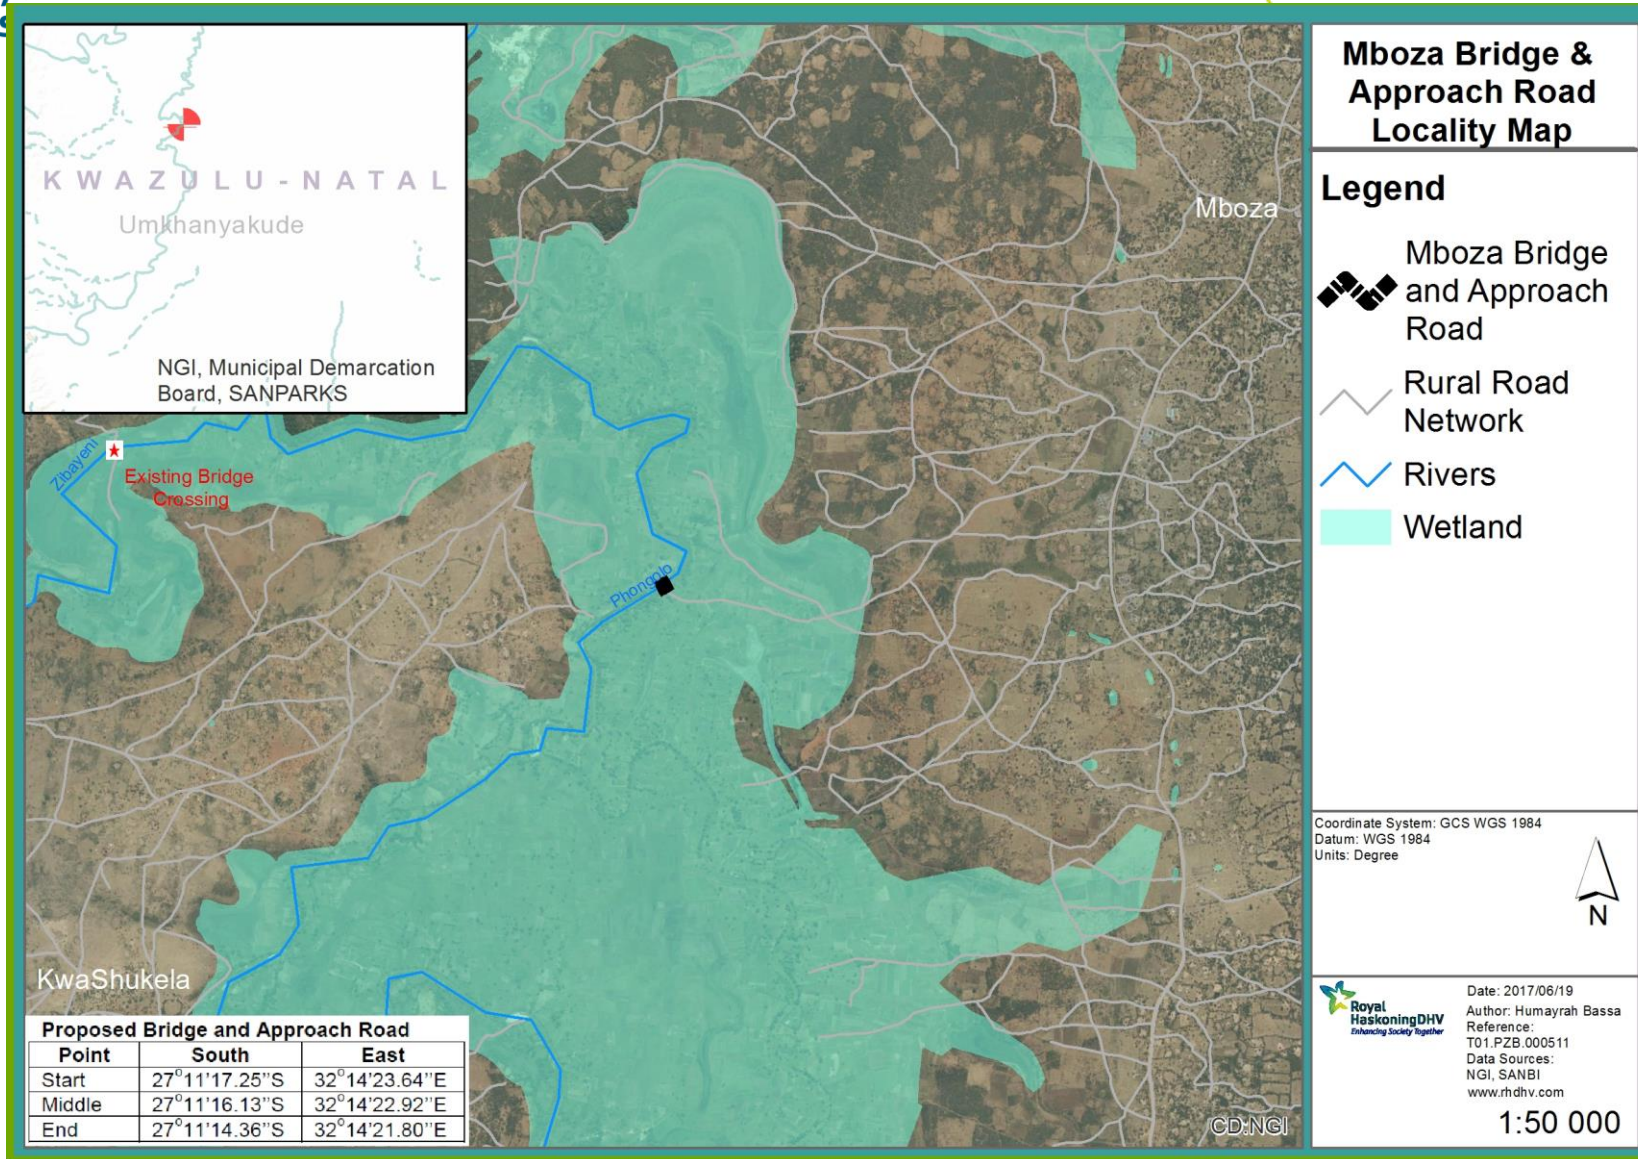 S
KWAZULU-NATAL
Umkhanyakude
NGI, Municipal Demarcation
Board, SANPARKS
Mboza
Zibayeni
Existing Bridge
Crossing
Phongolo
KwaShukela
Proposed Bridge and Approach Road
Point South East
Start 27°11'17.25"S 32°14'23.64"E
Middle 27°11'16.13"S 32°14'22.92"E
End 27°11'14.36"S 32°14'21.80"E
CD:NGI
Mboza Bridge &
Approach Road
Locality Map
Legend
Mboza Bridge
and Approach
Road
Rural Road
Network
Rivers
Wetland
Coordinate System: GCS WGS 1984
Datum: WGS 1984
Units: Degree
N
Royal
HaskoningDHV
Enhancing Society Together
Date: 2017/06/19
Author: Humayrah Bassa
Reference:
T01.PZB.000511
Data Sources:
NGI, SANBI
www.rhdhv.com
1:50 000